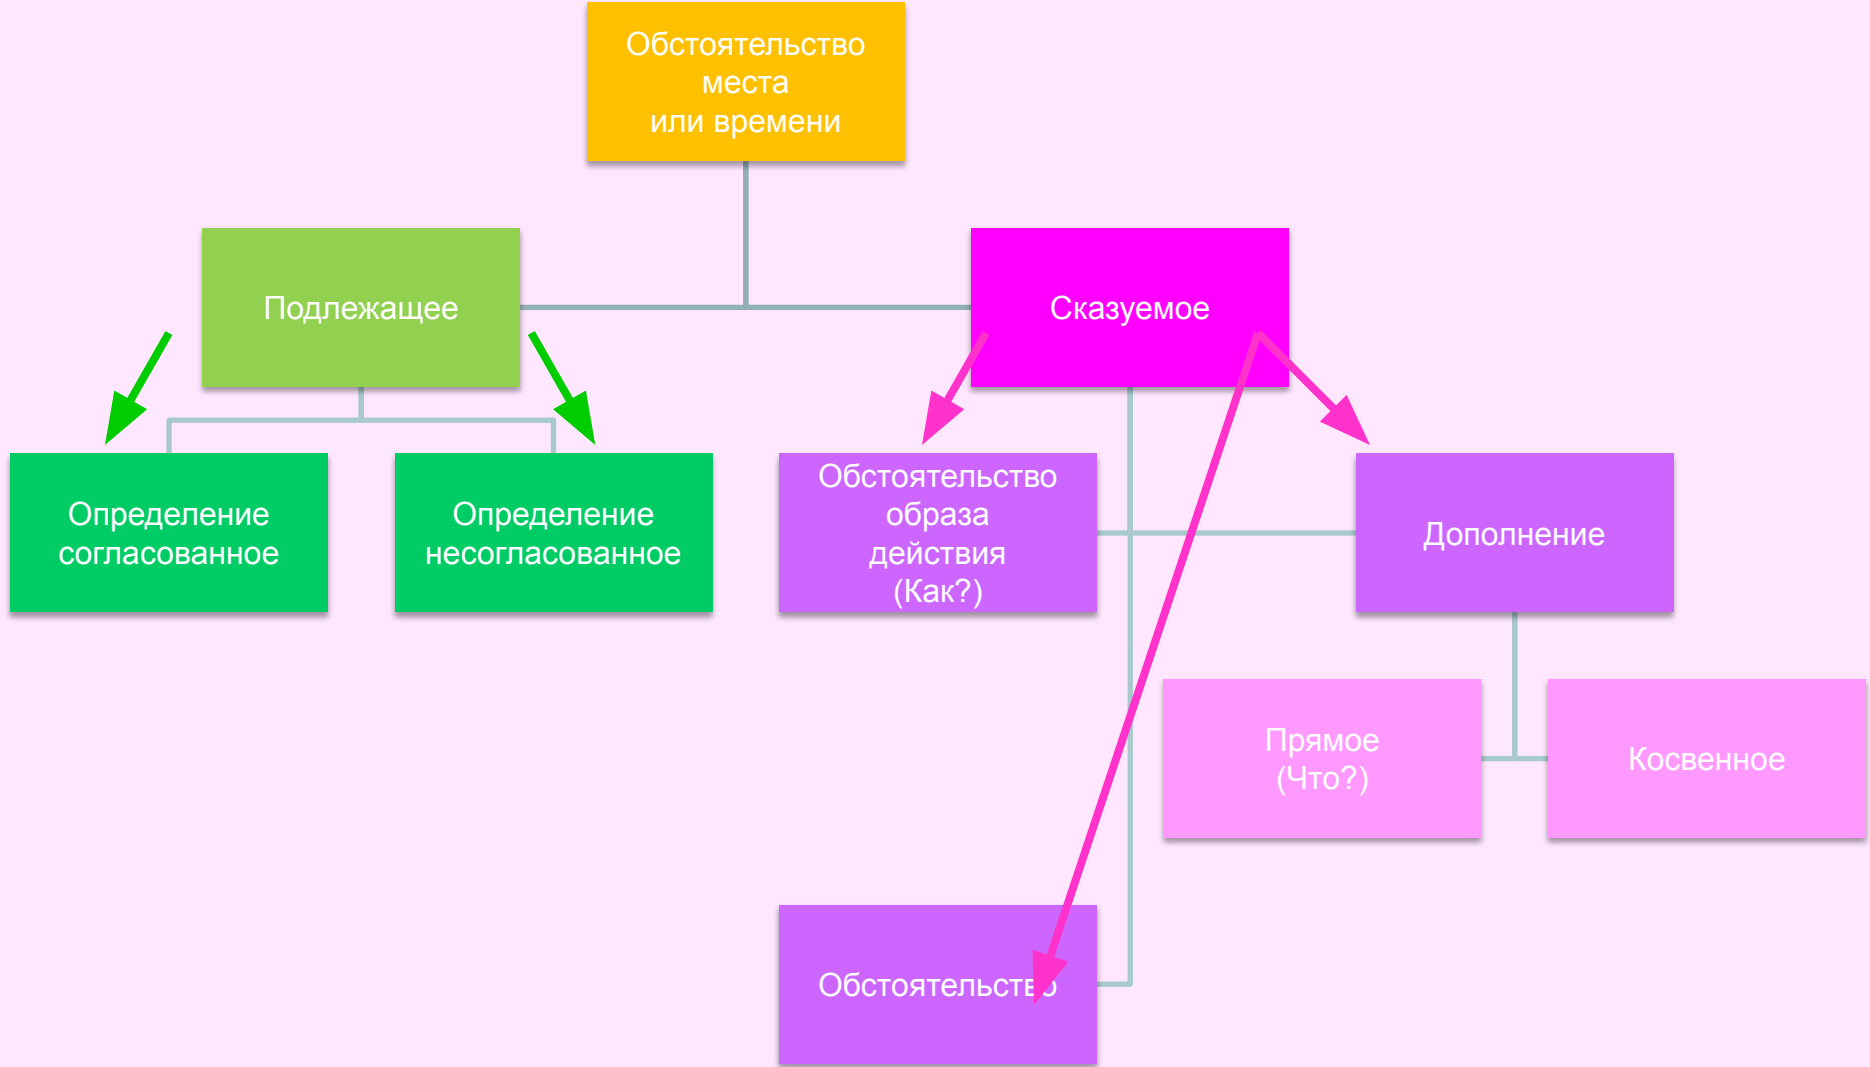 Обстоятельство
места
или времени
Подлежащее
Сказуемое
Определение
согласованное
Определение
несогласованное
Обстоятельство
образа
действия
(Как?)
Дополнение
Прямое
(Что?)
Косвенное
Обстоятельство